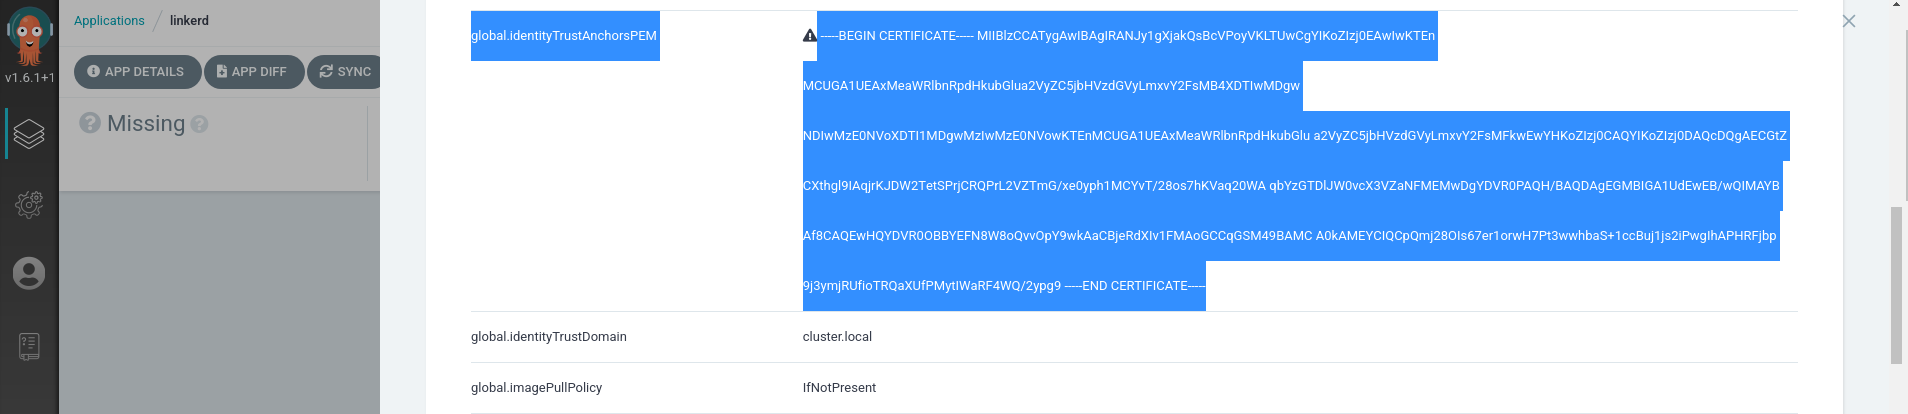 Applications / linkerd
v1.6.1+1
APP DETAILS
APP DIFF
SYNC
Missing
global.identityTrustAnchorsPEM
-----BEGIN CERTIFICATE----- MIIBlzCCATygAwIBAgIRANJy1gXjakQsBcVPoyVKLTUwCgYIKoZIzj0EAwIwKTEn
MCUGA1UEAxMeaWRlbnRpdHkubGlua2VyZC5jbHVzdGVyLmxvY2FsMB4XDTIwMDgw
NDIwMzE0NVoXDTI1MDgwMzIwMzE0NVowKTEnMCUGA1UEAxMeaWRlbnRpdHkubGlu a2VyZC5jbHVzdGVyLmxvY2FsMFkwEwYHKoZIzj0CAQYIKoZIzj0DAQcDQgAECGtZ
CXthgl9IAqjrKJDW2TetSPrjCRQPrL2VZTmG/xe0yph1MCYvT/28os7hKVaq20WA qbYzGTDlJW0vcX3VZaNFMEMwDgYDVR0PAQH/BAQDAgEGMBIGA1UdEwEB/wQIMAYB
Af8CAQEwHQYDVR0OBBYEFN8W8oQvvOpY9wkAaCBjeRdXIv1FMAoGCCqGSM49BAMC A0kAMEYCIQCpQmj28OIs67er1orwH7Pt3wwhbaS+1ccBuj1js2iPwgIhAPHRFjbp
9j3ymjRUfioTRQaXUfPMytIWaRF4WQ/2ypg9 -----END CERTIFICATE-----
global.identityTrustDomain
cluster.local
global.imagePullPolicy
IfNotPresent